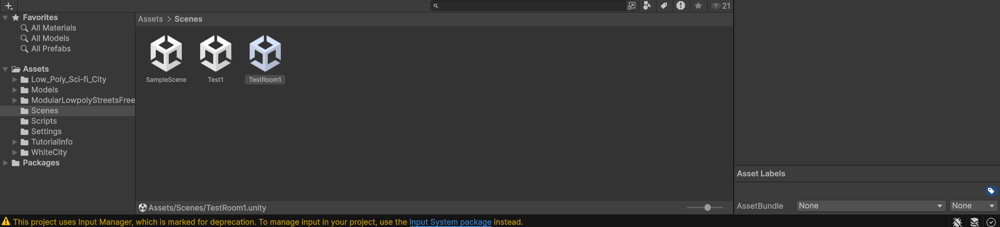 21
Favorites
All Materials
All Models
All Prefabs
Assets
Low_Poly_Sci-fi_City
Models
ModularLowpolyStreetsFree
Scenes
Scripts
Settings
TutorialInfo
WhiteCity
Packages
Assets > Scenes
SampleScene
Test1
TestRoom1
Assets/Scenes/TestRoom1.unity
Asset Labels
AssetBundle None None
This project uses Input Manager, which is marked for deprecation. To manage input in your project, use the Input System package instead.